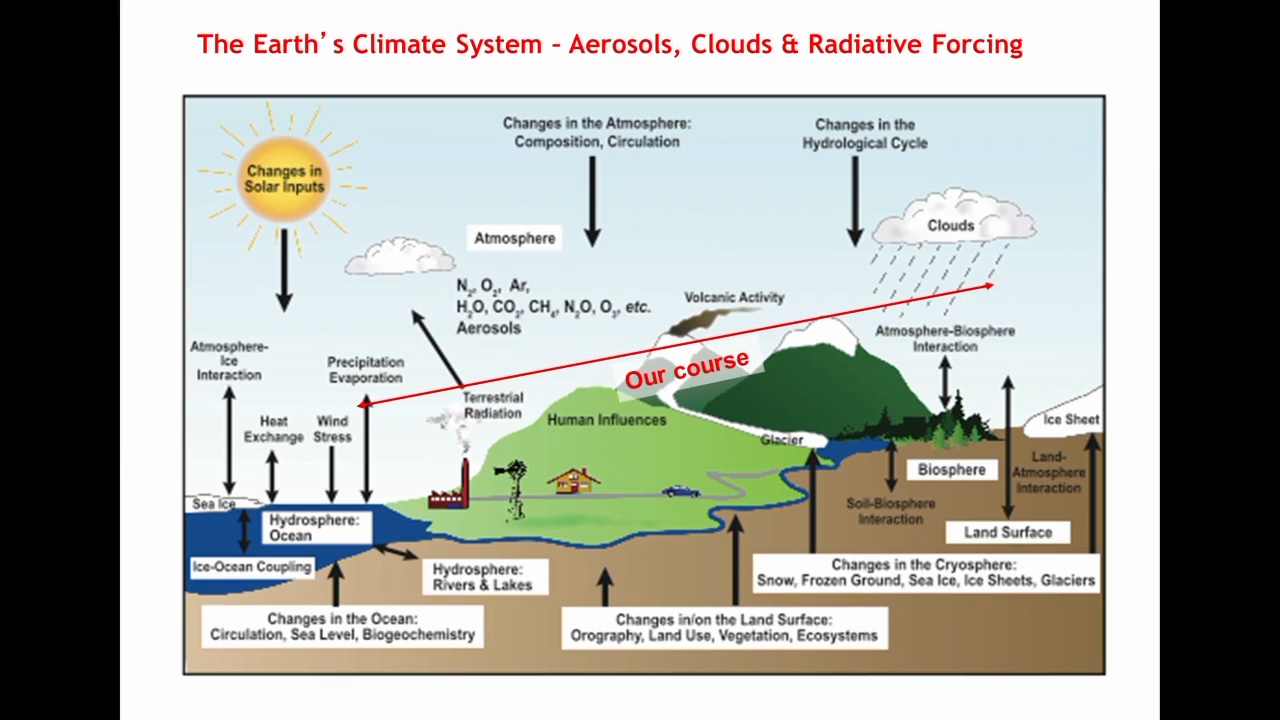 The Earth’s Climate System – Aerosols, Clouds & Radiative Forcing
Changes in the Atmosphere:
Composition, Circulation
Changes in the
Hydrological Cycle
Changes in
Solar Inputs
Clouds
Atmosphere
N₂, O₂, Ar,
H₂O, CO₂, CH₄, N₂O, O₃, etc.
Aerosols
Volcanic Activity
Atmosphere-
Ice
Interaction
Precipitation
Evaporation
Our course
Atmosphere-Biosphere
Interaction
Terrestrial
Radiation
Heat
Exchange
Wind
Stress
Human Influences
Glacier
Ice Sheet
Land-
Atmosphere
Interaction
Biosphere
Sea Ice
Soil-Biosphere
Interaction
Hydrosphere:
Ocean
Land Surface
Ice-Ocean Coupling
Hydrosphere:
Rivers & Lakes
Changes in the Cryosphere:
Snow, Frozen Ground, Sea Ice, Ice Sheets, Glaciers
Changes in the Ocean:
Circulation, Sea Level, Biogeochemistry
Changes in/on the Land Surface:
Orography, Land Use, Vegetation, Ecosystems